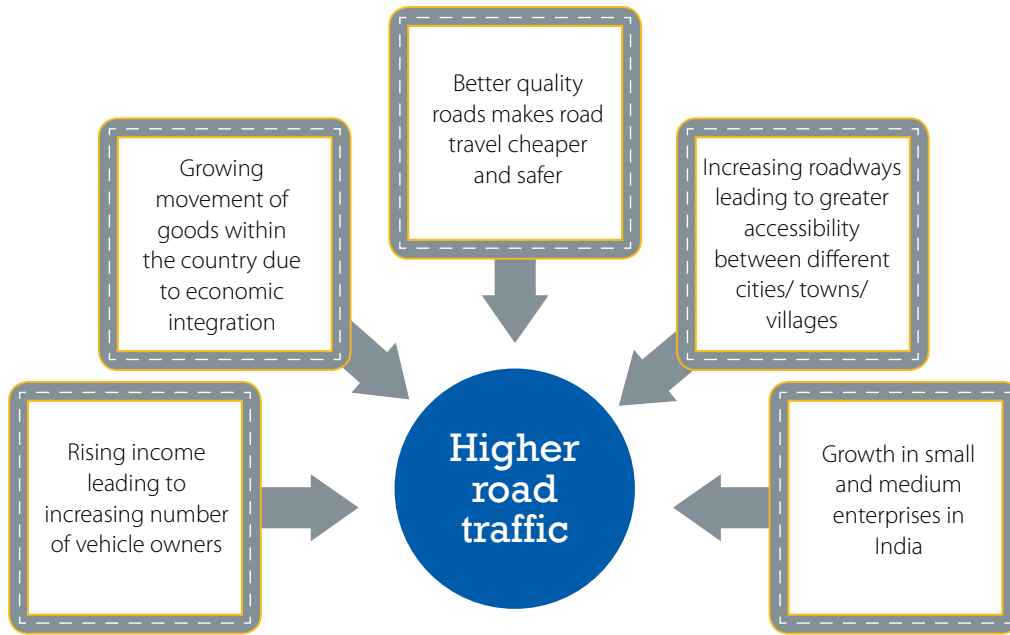 Better quality
roads makes road
travel cheaper
and safer
Growing
movement of
goods within
the country due
to economic
integration
Increasing roadways
leading to greater
accessibility
between different
cities/ towns/
villages
Rising income
leading to
increasing number
of vehicle owners
Higher
road
traffic
Growth in small
and medium
enterprises in
India